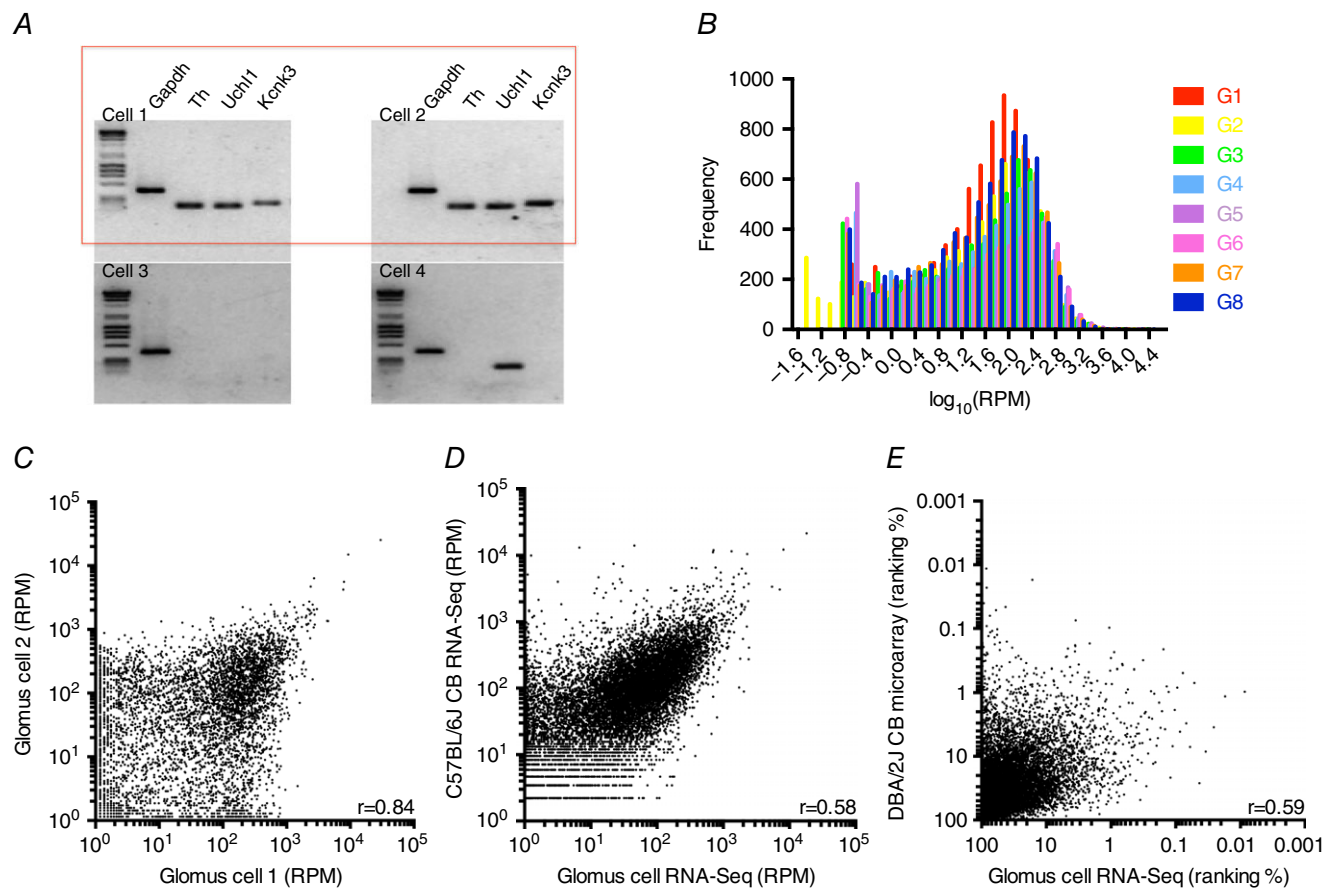 A
Gapdh Th Uchl1 Kcnk3
Gapdh Th Uchl1 Kcnk3
Cell 1
Cell 2
Cell 3
Cell 4
B
1000
800
600
400
200
0
Frequency
−1.6 −1.2 −0.8 −0.4 0.0 0.4 0.8 1.2 1.6 2.0 2.4 2.8 3.2 3.6 4.0 4.4
log10(RPM)
G1
G2
G3
G4
G5
G6
G7
G8
C
10^5
10^4
10^3
10^2
10^1
10^0
Glomus cell 2 (RPM)
r=0.84
10^0 10^1 10^2 10^3 10^4 10^5
Glomus cell 1 (RPM)
D
10^5
10^4
10^3
10^2
10^1
10^0
C57BL/6J CB RNA-Seq (RPM)
r=0.58
10^0 10^1 10^2 10^3 10^4 10^5
Glomus cell RNA-Seq (RPM)
E
0.001
0.01
0.1
1
10
100
DBA/2J CB microarray (ranking %)
r=0.59
100 10 1 0.1 0.01 0.001
Glomus cell RNA-Seq (ranking %)